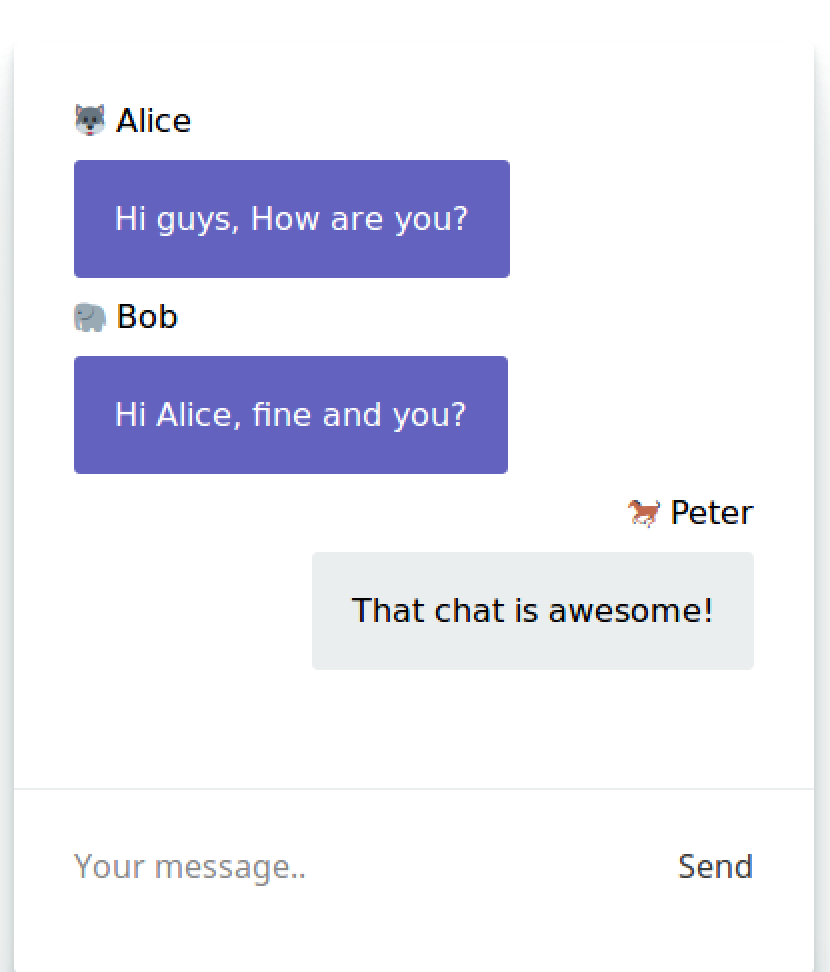 🐺 Alice
Hi guys, How are you?
🐘 Bob
Hi Alice, fine and you?
🐎 Peter
That chat is awesome!
Your message.. Send